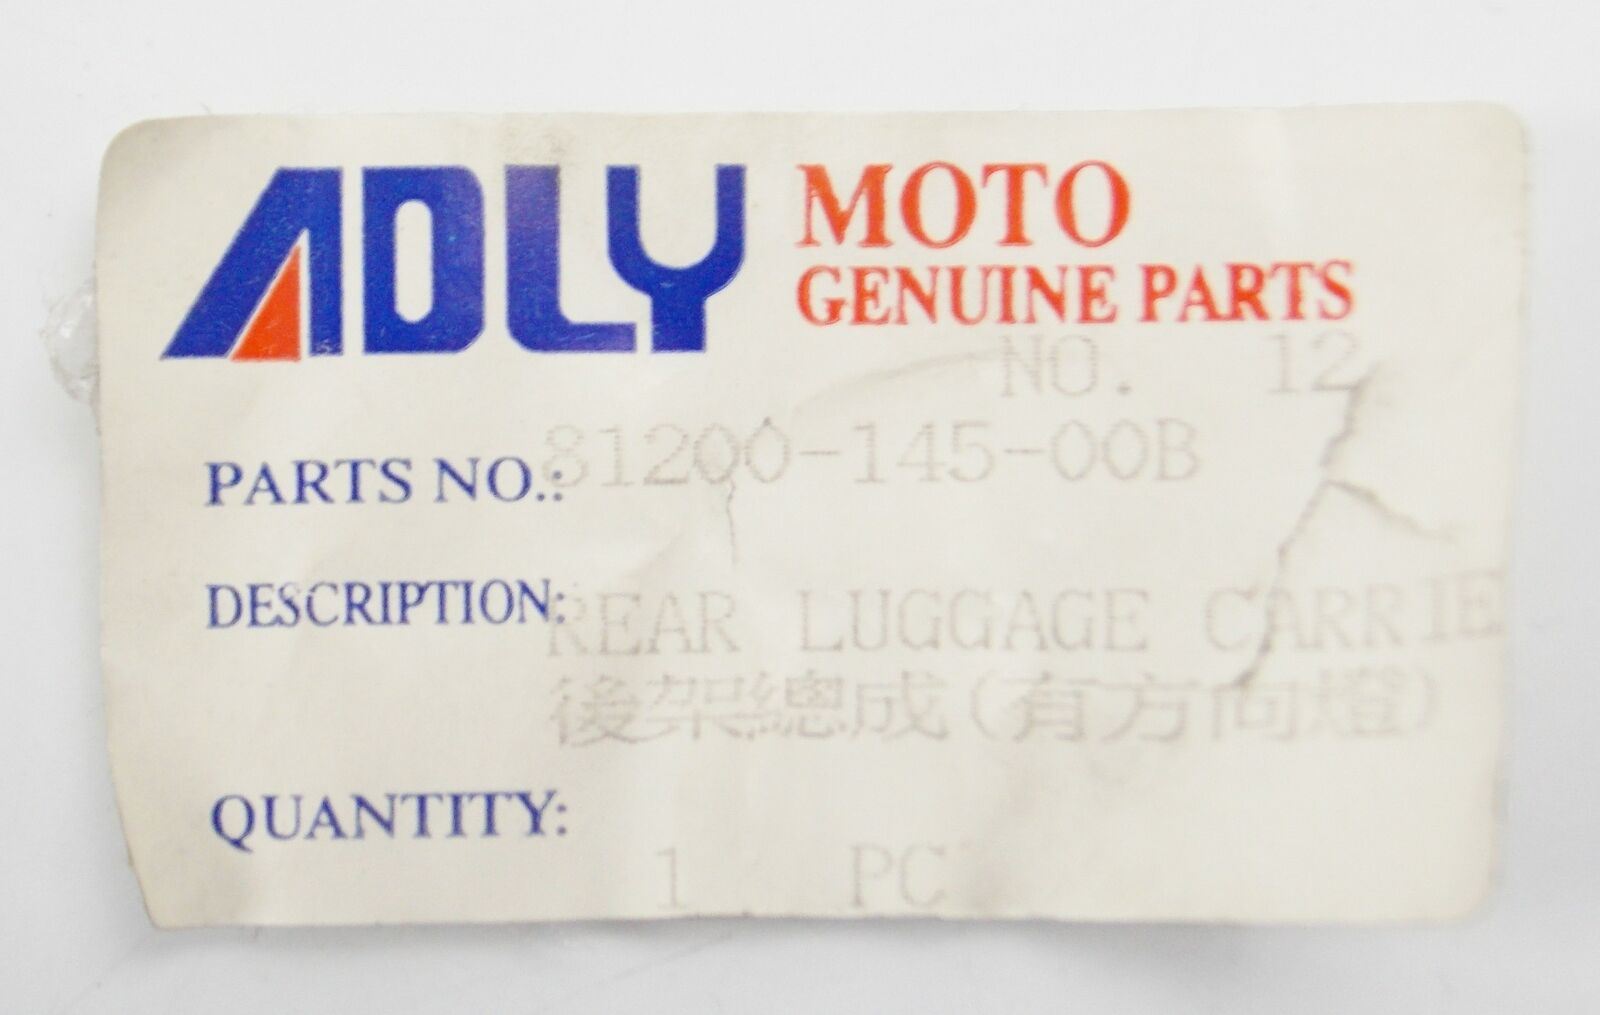 ADLY MOTO
GENUINE PARTS
NO. 12
PARTS NO.: 81200-145-00B
DESCRIPTION: REAR LUGGAGE CARRIE
後架總成(有方向燈)
QUANTITY:
1 PC